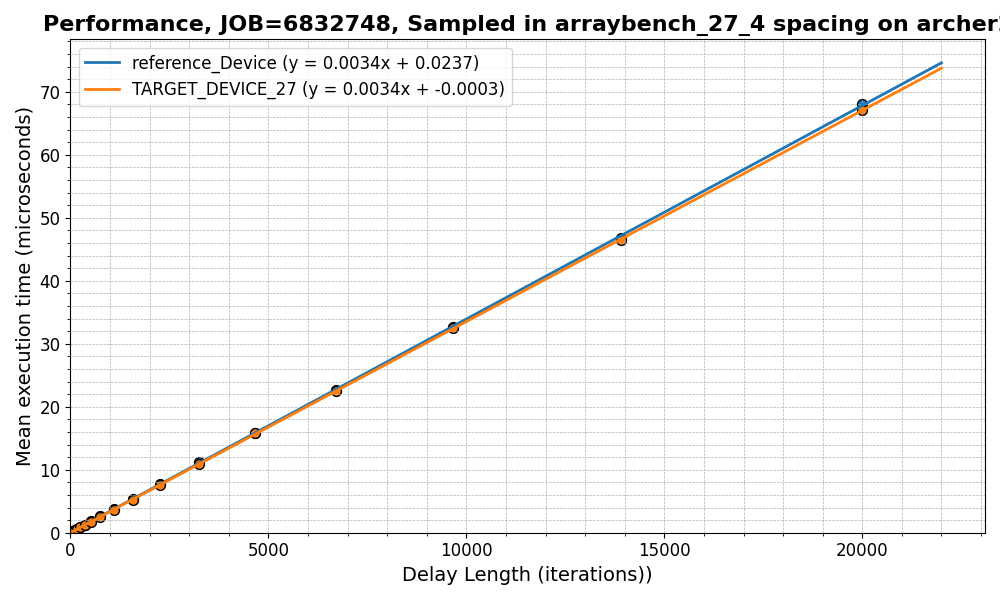 Performance, JOB=6832748, Sampled in arraybench_27_4 spacing on archer
reference_Device (y = 0.0034x + 0.0237)
TARGET_DEVICE_27 (y = 0.0034x + -0.0003)
Mean execution time (microseconds)
70
60
50
40
30
20
10
0
0 5000 10000 15000 20000
Delay Length (iterations))